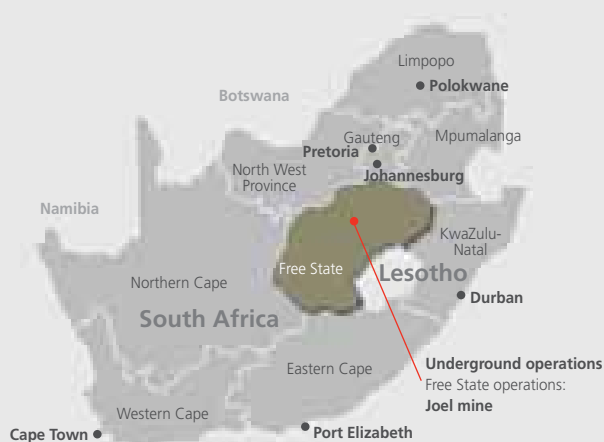 Limpopo
Polokwane
Botswana
Gauteng
Mpumalanga
Pretoria
Johannesburg
North West
Province
Namibia
KwaZulu-
Natal
Free State
Lesotho
Northern Cape
Durban
South Africa
Underground operations
Free State operations:
Joel mine
Eastern Cape
Western Cape
Cape Town
Port Elizabeth